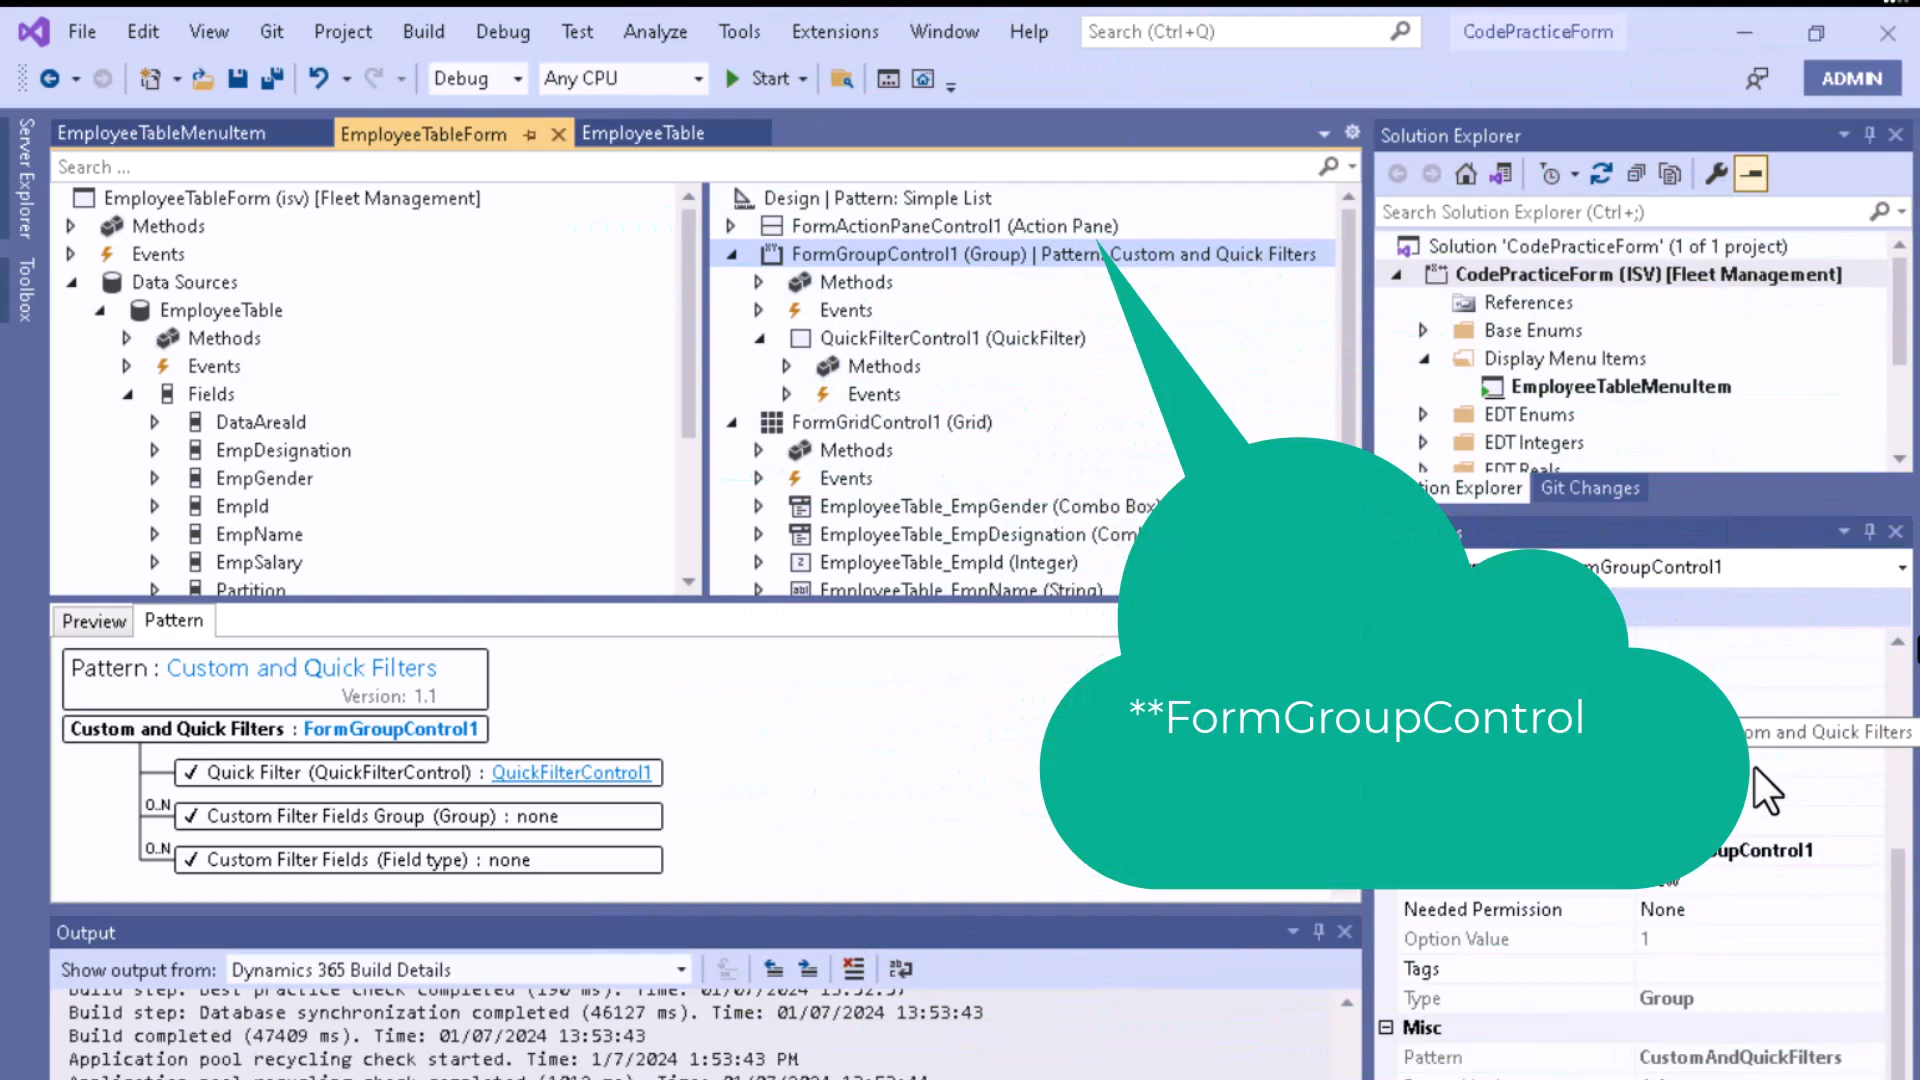 File Edit View Git Project Build Debug Test Analyze Tools Extensions Window Help Search (Ctrl+Q) CodePracticeForm
Debug Any CPU Start ADMIN
Server Explorer
Toolbox
EmployeeTableMenuItem EmployeeTableForm EmployeeTable
Search ...
EmployeeTableForm (isv) [Fleet Management]
Methods
Events
Data Sources
EmployeeTable
Methods
Events
Fields
DataAreaId
EmpDesignation
EmpGender
EmpId
EmpName
EmpSalary
Partition
Design | Pattern: Simple List
FormActionPaneControl1 (Action Pane)
FormGroupControl1 (Group) | Pattern: Custom and Quick Filters
Methods
Events
QuickFilterControl1 (QuickFilter)
Methods
Events
FormGridControl1 (Grid)
Methods
Events
EmployeeTable_EmpGender (Combo Box)
EmployeeTable_EmpDesignation (Com
EmployeeTable_EmpId (Integer)
EmployeeTable_EmpName (String)
Solution Explorer
Search Solution Explorer (Ctrl+;)
Solution 'CodePracticeForm' (1 of 1 project)
CodePracticeForm (ISV) [Fleet Management]
References
Base Enums
Display Menu Items
EmployeeTableMenuItem
EDT Enums
EDT Integers
EDT Reals
ion Explorer Git Changes
mGroupControl1
om and Quick Filters
upControl1
Needed Permission None
Option Value 1
Tags
Type Group
Misc
Pattern CustomAndQuickFilters
**FormGroupControl
Preview Pattern
Pattern : Custom and Quick Filters
Version: 1.1
Custom and Quick Filters : FormGroupControl1
✓ Quick Filter (QuickFilterControl) : QuickFilterControl1
0..N ✓ Custom Filter Fields Group (Group) : none
0..N ✓ Custom Filter Fields (Field type) : none
Output
Show output from: Dynamics 365 Build Details
Build step: Database synchronization completed (46127 ms). Time: 01/07/2024 13:53:43
Build completed (47409 ms). Time: 01/07/2024 13:53:43
Application pool recycling check started. Time: 1/7/2024 1:53:43 PM